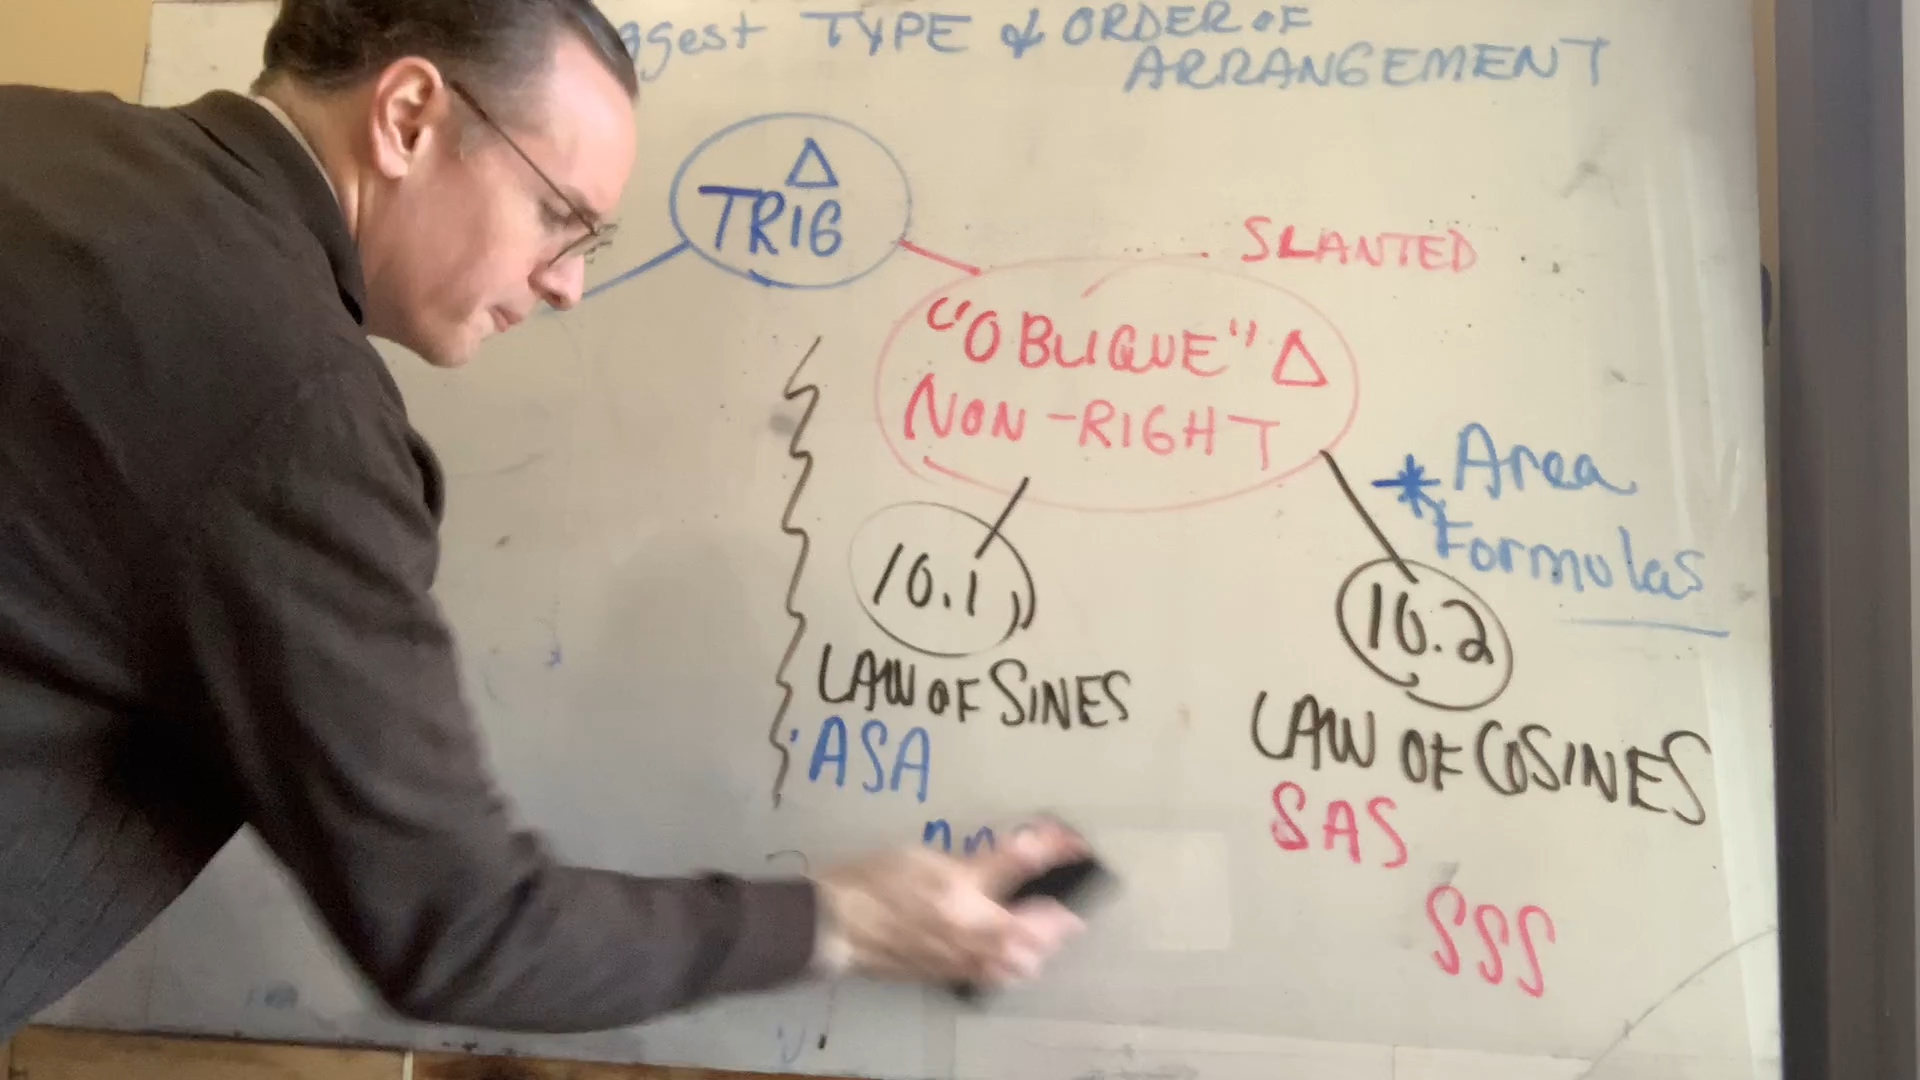 ggest TYPE & ORDER OF
ARRANGEMENT
Δ
TRIG
SLANTED
"OBLIQUE" Δ
NON-RIGHT
* Area
Formulas
10.1
10.2
LAW OF SINES
LAW OF COSINES
ASA
SAS
SSS